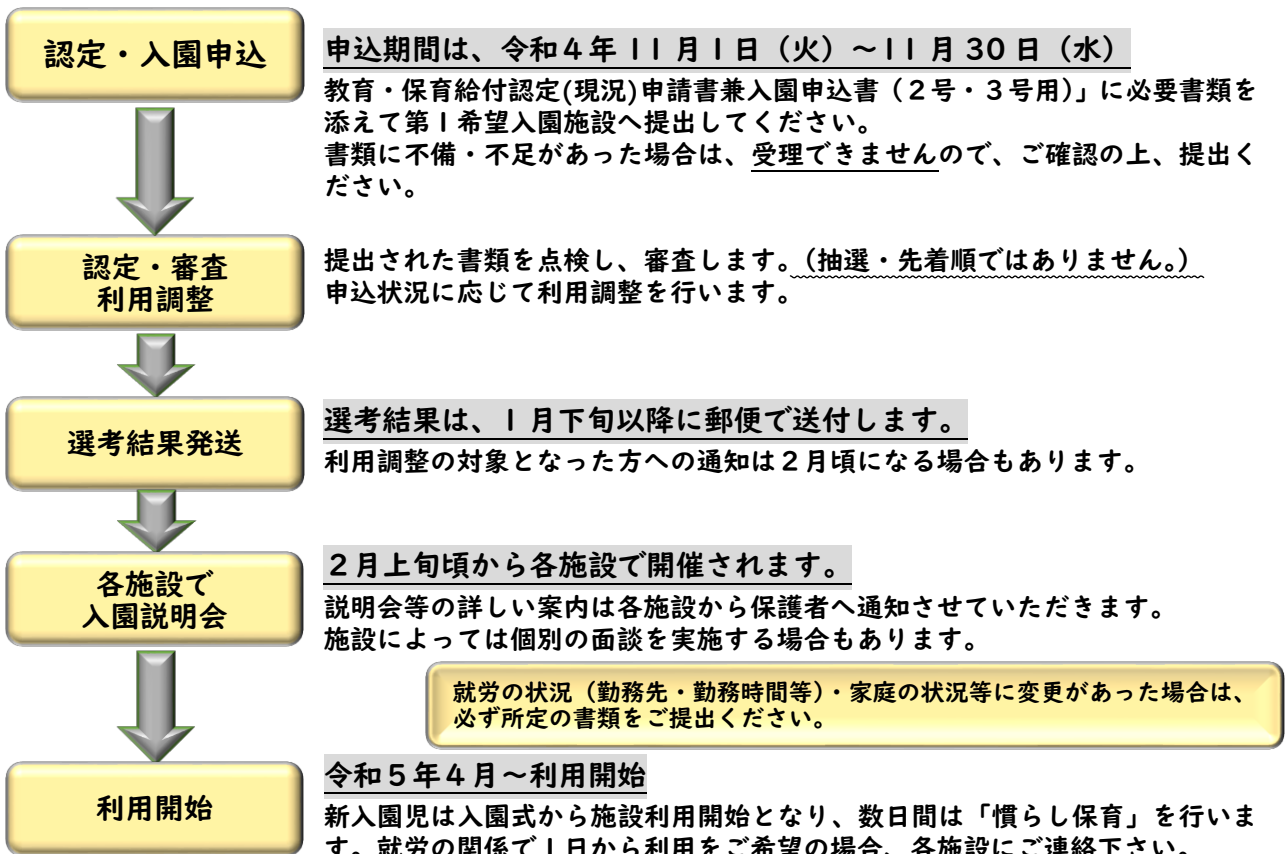 認定・入園申込
申込期間は、令和４年１１月１日（火）～１１月30日（水）
教育・保育給付認定(現況)申請書兼入園申込書（２号・３号用）」に必要書類を
添えて第１希望入園施設へ提出してください。
書類に不備・不足があった場合は、受理できませんので、ご確認の上、提出く
ださい。
認定・審査
利用調整
提出された書類を点検し、審査します。（抽選・先着順ではありません。）
申込状況に応じて利用調整を行います。
選考結果発送
選考結果は、１月下旬以降に郵便で送付します。
利用調整の対象となった方への通知は２月頃になる場合もあります。
各施設で
入園説明会
２月上旬頃から各施設で開催されます。
説明会等の詳しい案内は各施設から保護者へ通知させていただきます。
施設によっては個別の面談を実施する場合もあります。
就労の状況（勤務先・勤務時間等）・家庭の状況等に変更があった場合は、
必ず所定の書類をご提出ください。
利用開始
令和５年４月～利用開始
新入園児は入園式から施設利用開始となり、数日間は「慣らし保育」を行いま
す。就労の関係で１日から利用をご希望の場合、各施設にご連絡下さい。